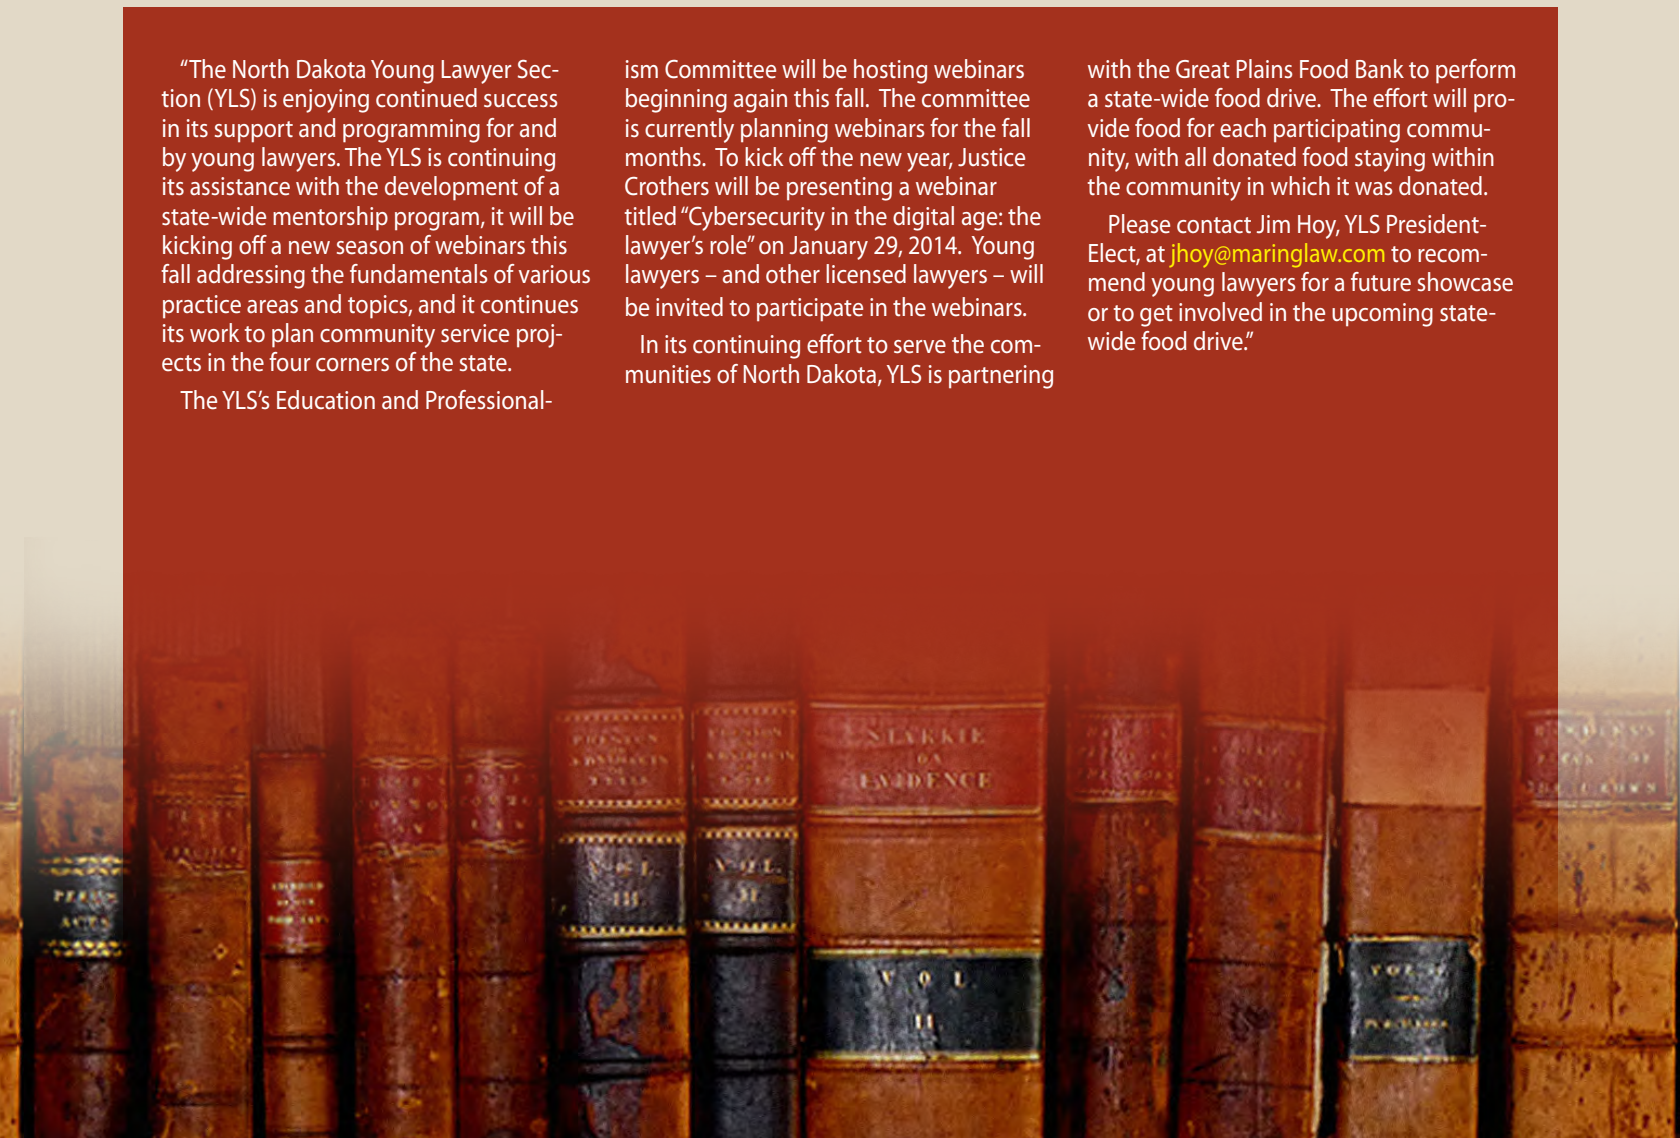 “The North Dakota Young Lawyer Sec-
tion (YLS) is enjoying continued success
in its support and programming for and
by young lawyers. The YLS is continuing
its assistance with the development of a
state-wide mentorship program, it will be
kicking off a new season of webinars this
fall addressing the fundamentals of various
practice areas and topics, and it continues
its work to plan community service proj-
ects in the four corners of the state.
The YLS’s Education and Professional-
ism Committee will be hosting webinars
beginning again this fall.  The committee
is currently planning webinars for the fall
months.  To kick off the new year, Justice
Crothers will be presenting a webinar
titled “Cybersecurity in the digital age: the
lawyer’s role” on January 29, 2014.  Young
lawyers – and other licensed lawyers – will
be invited to participate in the webinars.
In its continuing effort to serve the com-
munities of North Dakota, YLS is partnering
with the Great Plains Food Bank to perform
a state-wide food drive.  The effort will pro-
vide food for each participating commu-
nity, with all donated food staying within
the community in which it was donated.
Please contact Jim Hoy, YLS President-
Elect, at jhoy@maringlaw.com to recom-
mend young lawyers for a future showcase
or to get involved in the upcoming state-
wide food drive.”
STARKIE
ON
EVIDENCE
VOL.
III
VOL.
VOL
II
ACTS